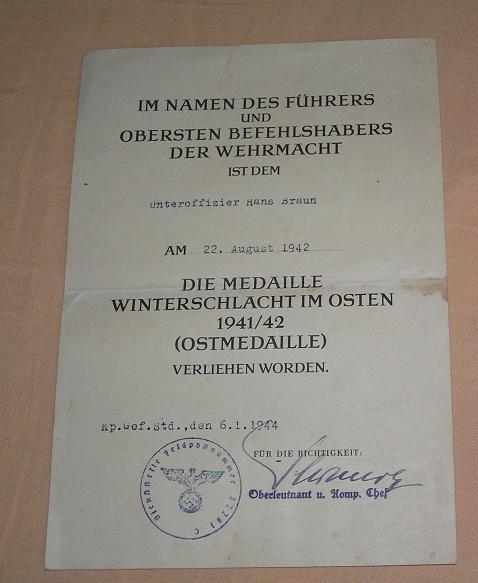 IM NAMEN DES FÜHRERS
UND
OBERSTEN BEFEHLSHABERS
DER WEHRMACHT
IST DEM
Unteroffizier Hans Braun
AM 22. August 1942
DIE MEDAILLE
WINTERSCHLACHT IM OSTEN
1941/42
(OSTMEDAILLE)
VERLIEHEN WORDEN.
Kp.Gef.Std.,den 6.1.1944
FÜR DIE RICHTIGKEIT:
Oberleutnant u. Komp. Chef
Dienststelle Feldpostnummer